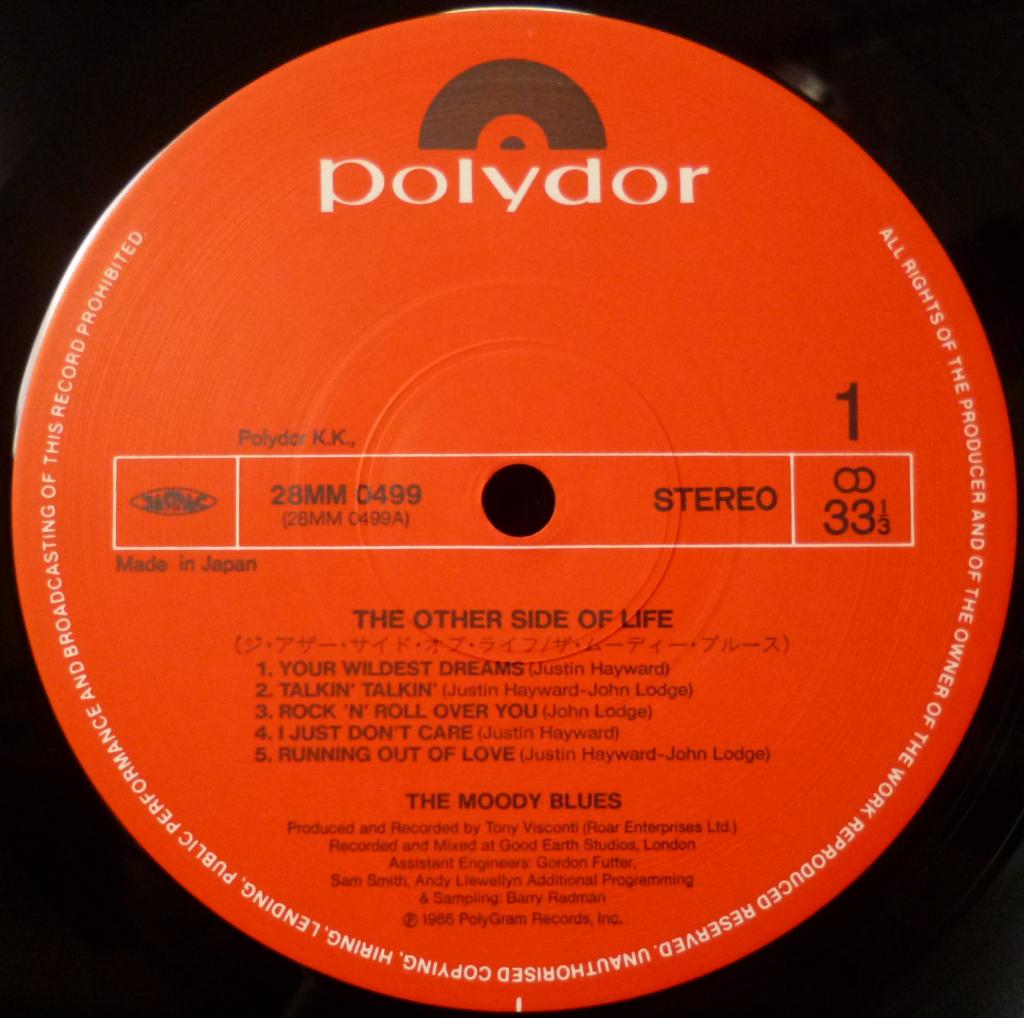 polydor
1
Polydor K.K.,
JASRAC
28MM 0499
(28MM 0499A)
STEREO
33 1/3
Made in Japan
THE OTHER SIDE OF LIFE
(ジ・アザー・サイド・オブ・ライフ/ザ・ムーディー・ブルース)
1. YOUR WILDEST DREAMS (Justin Hayward)
2. TALKIN' TALKIN' (Justin Hayward-John Lodge)
3. ROCK 'N' ROLL OVER YOU (John Lodge)
4. I JUST DON'T CARE (Justin Hayward)
5. RUNNING OUT OF LOVE (Justin Hayward-John Lodge)
THE MOODY BLUES
Produced and Recorded by Tony Visconti (Roar Enterprises Ltd.)
Recorded and Mixed at Good Earth Studios, London
Assistant Engineers: Gordon Futter,
Sam Smith, Andy Llewellyn Additional Programming
& Sampling: Barry Radman
℗ 1986 PolyGram Records, Inc.
ALL RIGHTS OF THE PRODUCER AND OF THE OWNER OF THE WORK REPRODUCED RESERVED. UNAUTHORISED COPYING, HIRING, LENDING, PUBLIC PERFORMANCE AND BROADCASTING OF THIS RECORD PROHIBITED.